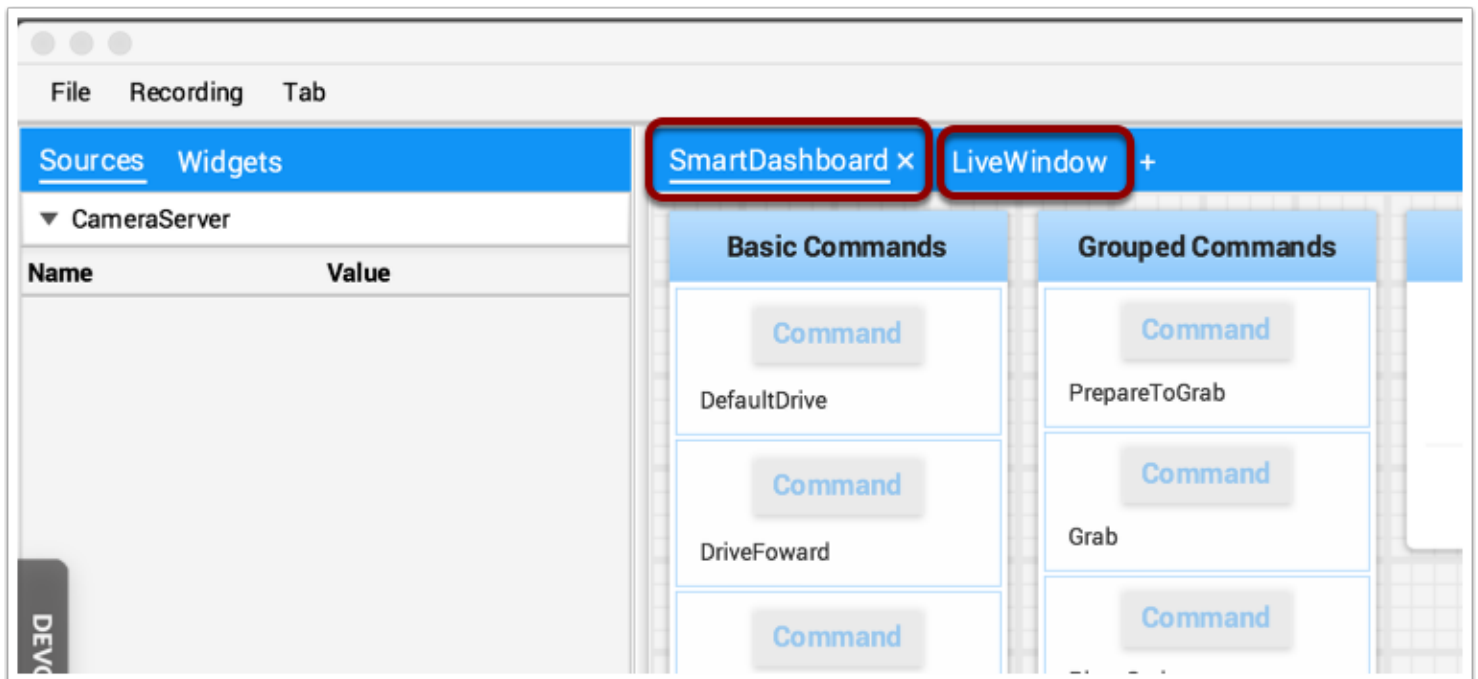 File Recording Tab
Sources Widgets
SmartDashboard × LiveWindow +
CameraServer
Name Value
Basic Commands
Command
DefaultDrive
Command
DriveFoward
Command
Grouped Commands
Command
PrepareToGrab
Command
Grab
Command